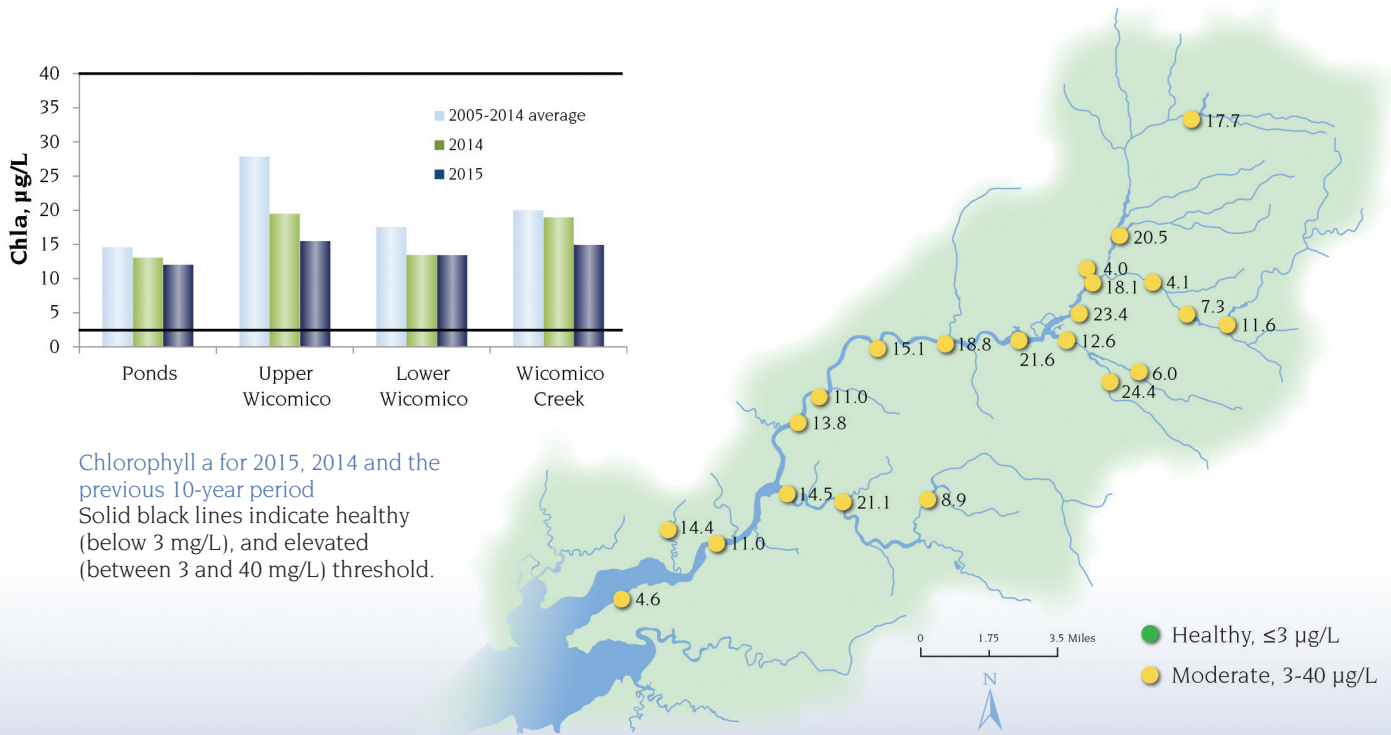 Chla, µg/L
40
35
30
25
20
15
10
5
0
2005-2014 average
2014
2015
Ponds
Upper
Wicomico
Lower
Wicomico
Wicomico
Creek
Chlorophyll a for 2015, 2014 and the
previous 10-year period
Solid black lines indicate healthy
(below 3 mg/L), and elevated
(between 3 and 40 mg/L) threshold.
17.7
20.5
4.0
18.1
4.1
23.4
7.3
11.6
15.1
18.8
21.6
12.6
6.0
24.4
11.0
13.8
14.5
21.1
8.9
14.4
11.0
4.6
0 1.75 3.5 Miles
N
Healthy, ≤3 µg/L
Moderate, 3-40 µg/L